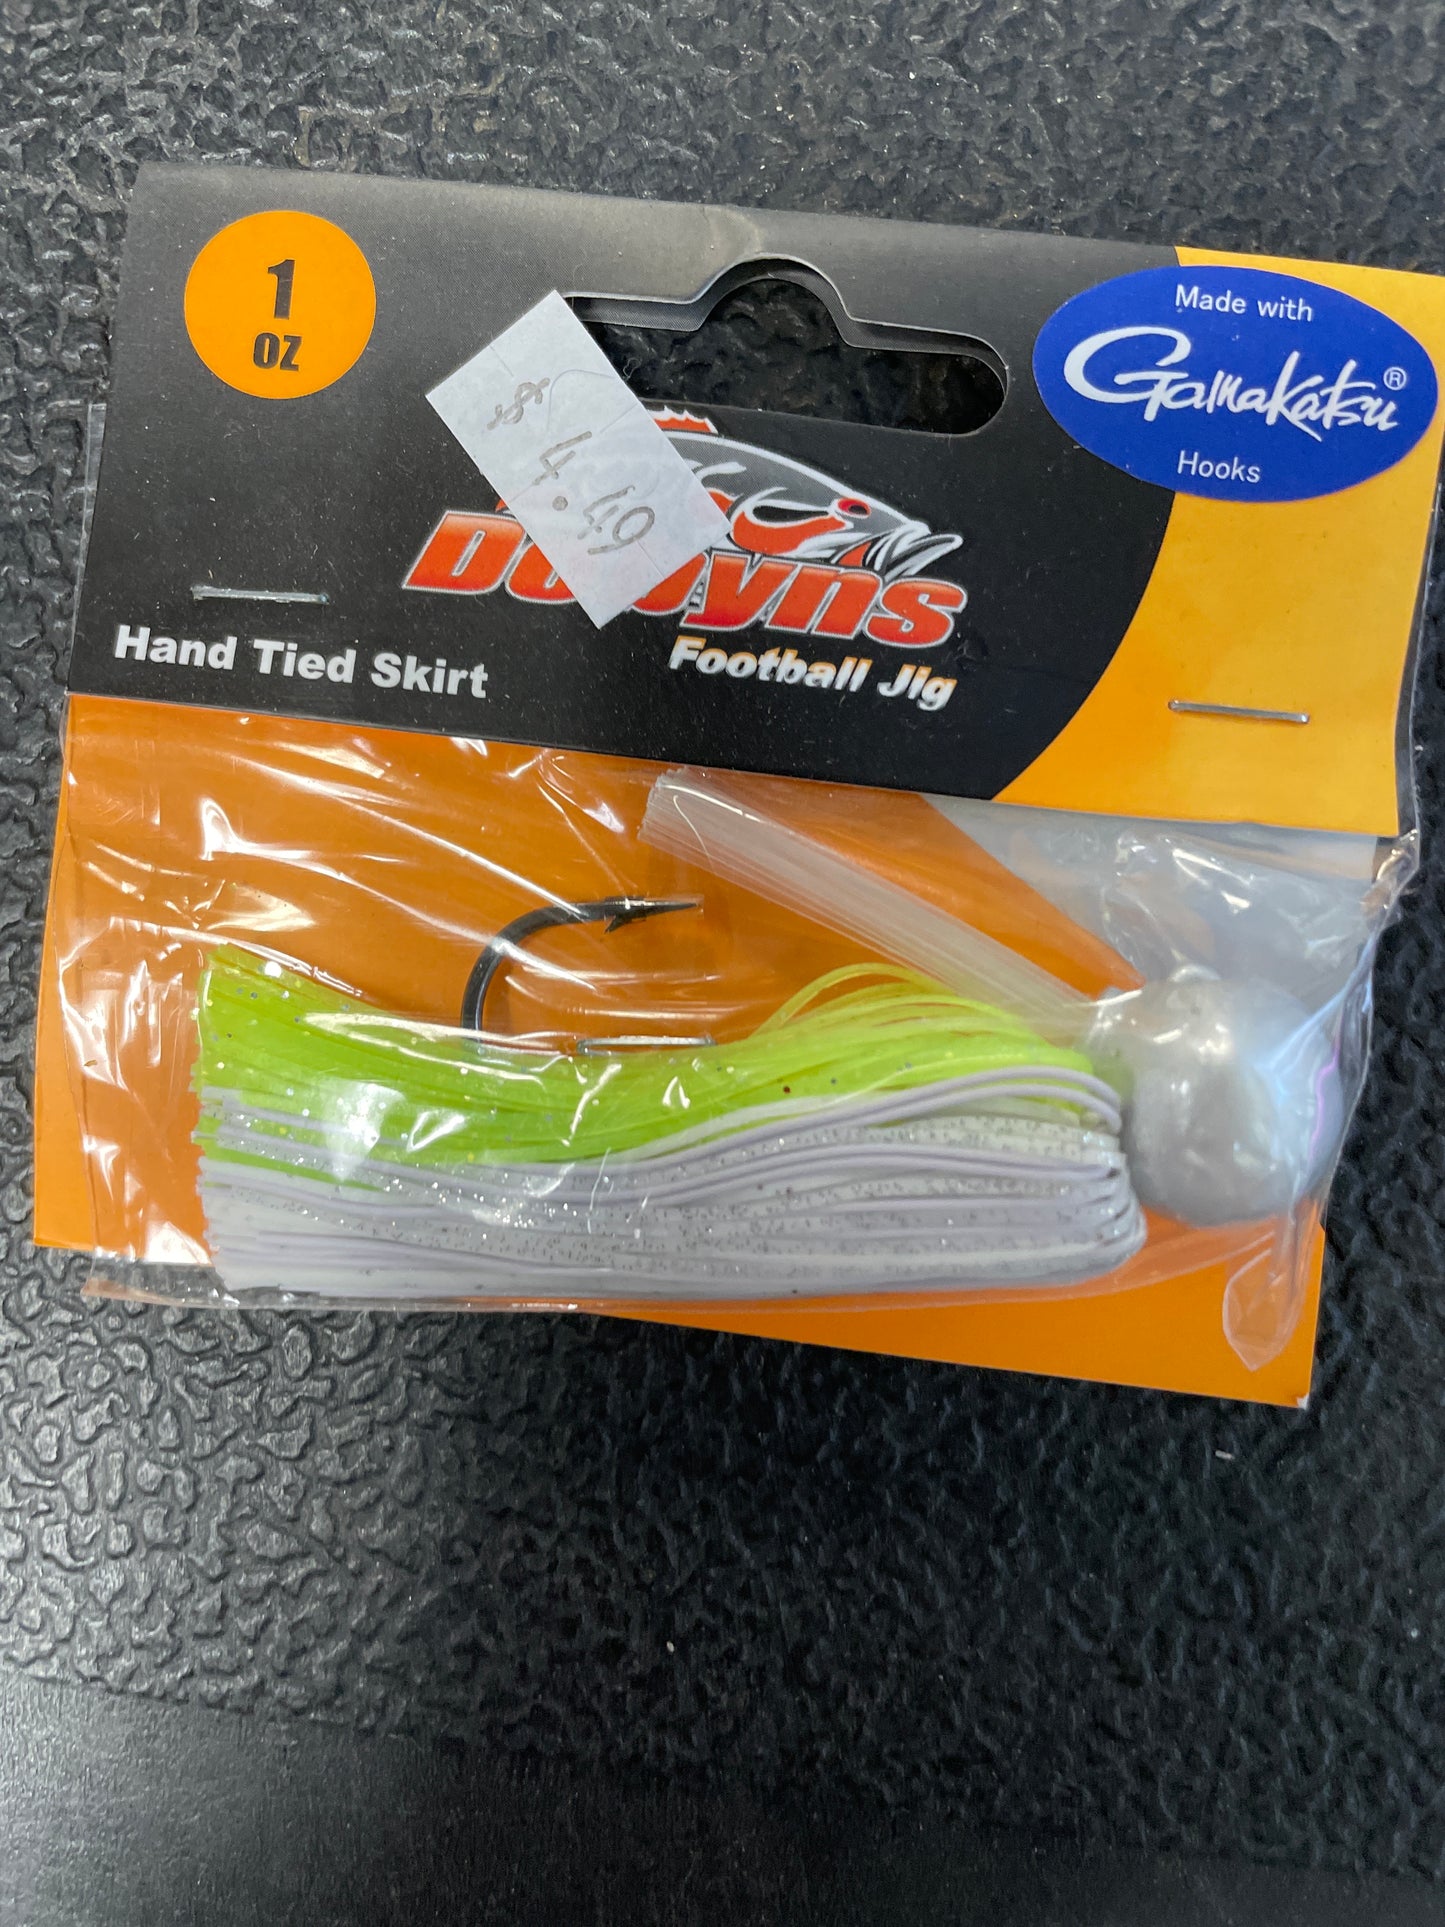 1
OZ
Made with
Gamakatsu®
Hooks
$4.49
Dobyns
Football Jig
Hand Tied Skirt